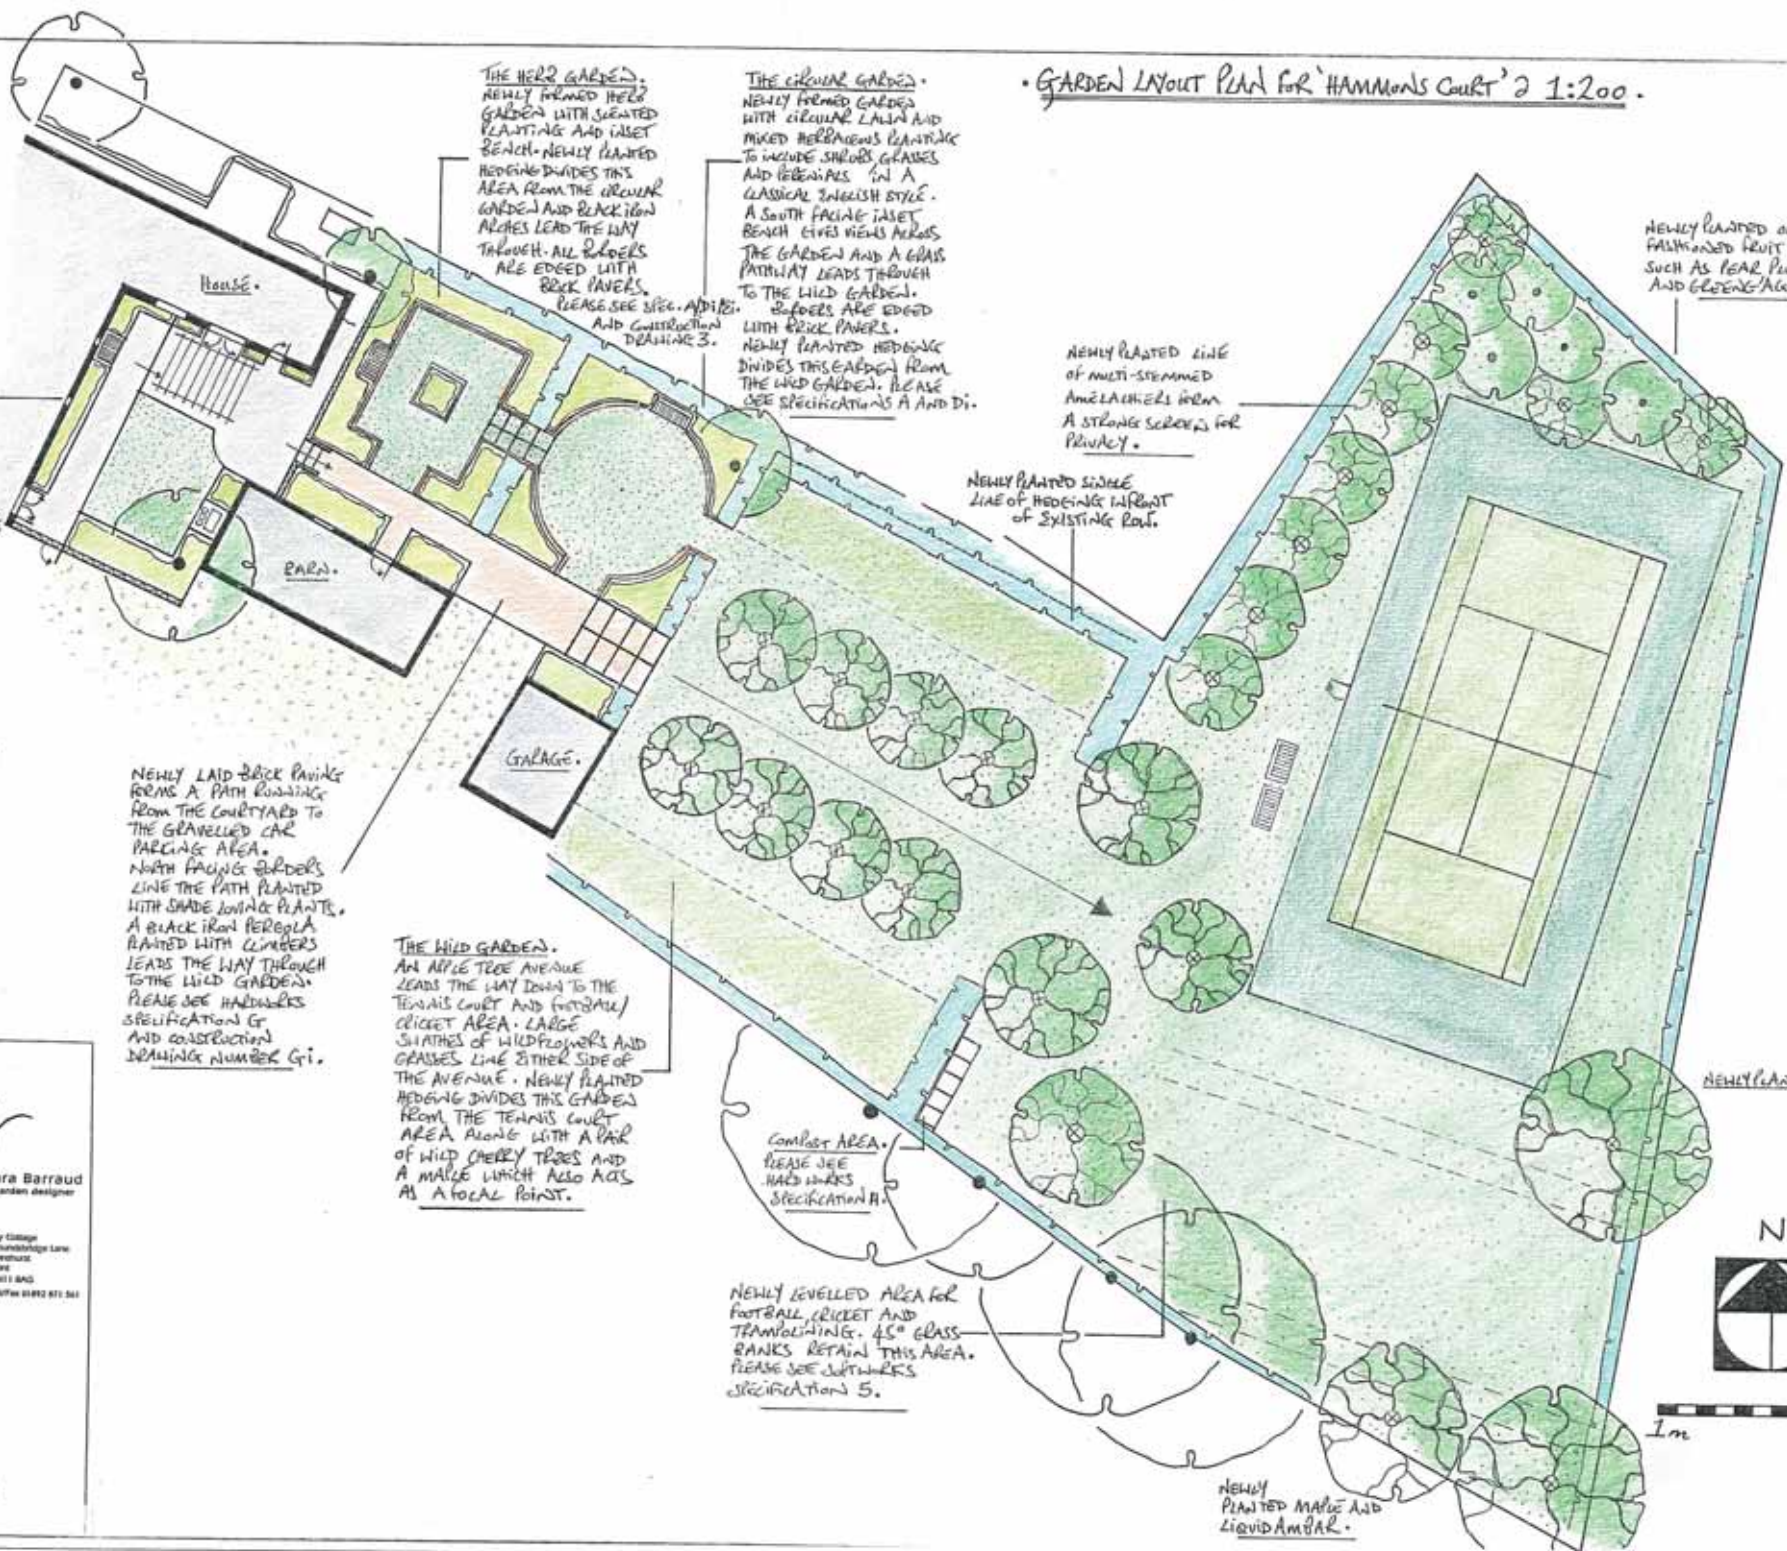 · GARDEN LAYOUT PLAN FOR 'HAMMONS COURT' 2 1:200.
THE HERB GARDEN.
NEWLY FORMED HERB
GARDEN WITH SCENTED
PLANTING AND INSET
BENCH. NEWLY PLANTED
HEDGING DIVIDES THIS
AREA FROM THE CIRCULAR
GARDEN AND BLACK IRON
ARCHES LEAD THE WAY
THROUGH. ALL BORDERS
ARE EDGED WITH
BRICK PAVERS.
PLEASE SEE SPEC. A/Di/Ei.
AND CONSTRUCTION
DRAWING 3.
THE CIRCULAR GARDEN.
NEWLY FORMED GARDEN
WITH CIRCULAR LAWN AND
MIXED HERBACEOUS PLANTING
TO INCLUDE SHRUBS, GRASSES
AND PERENIALS IN A
CLASSICAL ENGLISH STYLE.
A SOUTH FACING INSET
BENCH GIVES VIEWS ACROSS
THE GARDEN AND A GRASS
PATHWAY LEADS THROUGH
TO THE WILD GARDEN.
BORDERS ARE EDGED
WITH BRICK PAVERS.
NEWLY PLANTED HEDGING
DIVIDES THIS GARDEN FROM
THE WILD GARDEN. PLEASE
SEE SPECIFICATIONS A AND Di.
NEWLY PLANTED
FASHIONED FRUIT
SUCH AS PEAR
AND
NEWLY PLANTED LINE
OF MULTI-STEMMED
AMELACHIERS FORM
A STRONG SCREEN FOR
PRIVACY.
NEWLY PLANTED SINGLE
LINE OF HEDGING INFRONT
OF EXISTING ROW.
HOUSE.
BARN.
GARAGE.
NEWLY LAID BRICK PAVING
FORMS A PATH RUNNING
FROM THE COURTYARD TO
THE GRAVELLED CAR
PARKING AREA.
NORTH FACING BORDERS
LINE THE PATH PLANTED
WITH SHADE LOVING PLANTS.
A BLACK IRON PERGOLA
PLANTED WITH CLIMBERS
LEADS THE WAY THROUGH
TO THE WILD GARDEN.
PLEASE SEE HARDWORKS
SPECIFICATION G
AND CONSTRUCTION
DRAWING NUMBER Gi.
THE WILD GARDEN.
AN APPLE TREE AVENUE
LEADS THE WAY DOWN TO THE
TENNIS COURT AND FOOTBALL/
CRICKET AREA. LARGE
SWATHES OF WILDFLOWERS AND
GRASSES LINE EITHER SIDE OF
THE AVENUE. NEWLY PLANTED
HEDGING DIVIDES THIS GARDEN
FROM THE TENNIS COURT
AREA ALONG WITH A PAIR
OF WILD CHERRY TREES AND
A MAPLE WHICH ALSO ACTS
AS A FOCAL POINT.
COMPOST AREA.
PLEASE SEE
HARD WORKS
SPECIFICATION H.
NEWLY LEVELLED AREA FOR
FOOTBALL, CRICKET AND
TRAMPOLINING. 45° GRASS
BANKS RETAIN THIS AREA.
PLEASE SEE SOFTWORKS
SPECIFICATION 5.
NEWLY
PLANTED MAPLE AND
LIQUIDAMBAR.
N
1m
Barraud
garden designer